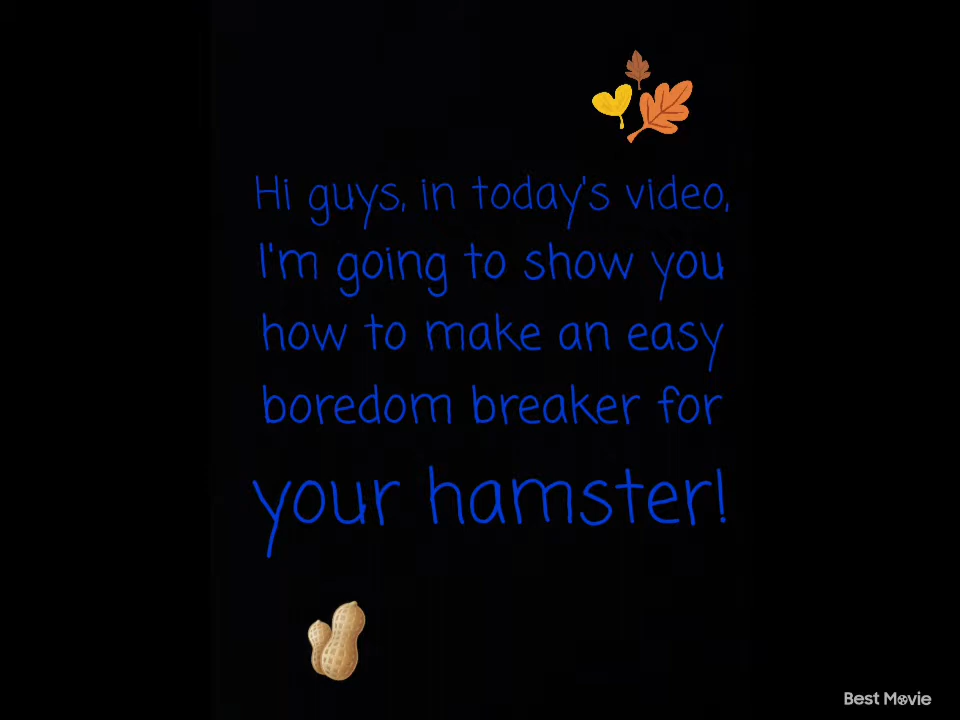 Hi guys, in today's video,
I'm going to show you
how to make an easy
boredom breaker for
your hamster!
Best Movie